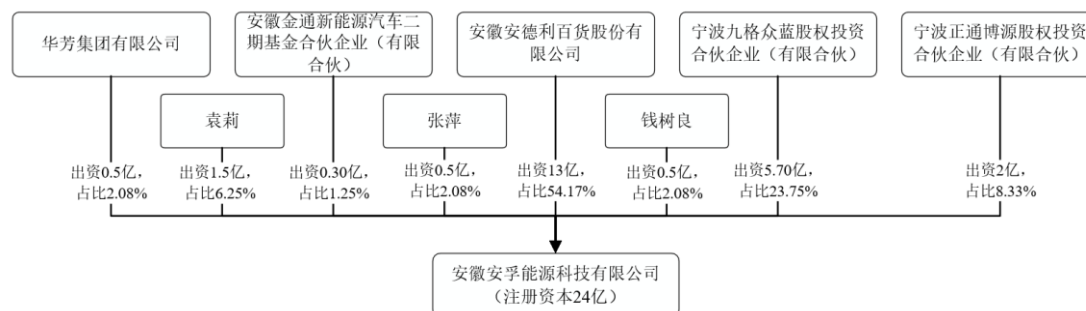 华芳集团有限公司
安徽金通新能源汽车二
期基金合伙企业（有限
合伙）
安徽安德利百货股份有
限公司
宁波九格众蓝股权投资
合伙企业（有限合伙）
宁波正通博源股权投资
合伙企业（有限合伙）
袁莉
张萍
钱树良
出资0.5亿，
占比2.08%
出资1.5亿，
占比6.25%
出资0.30亿，
占比1.25%
出资0.5亿，
占比2.08%
出资13亿，
占比54.17%
出资0.5亿，
占比2.08%
出资5.70亿，
占比23.75%
出资2亿，
占比8.33%
安徽安孚能源科技有限公司
（注册资本24亿）